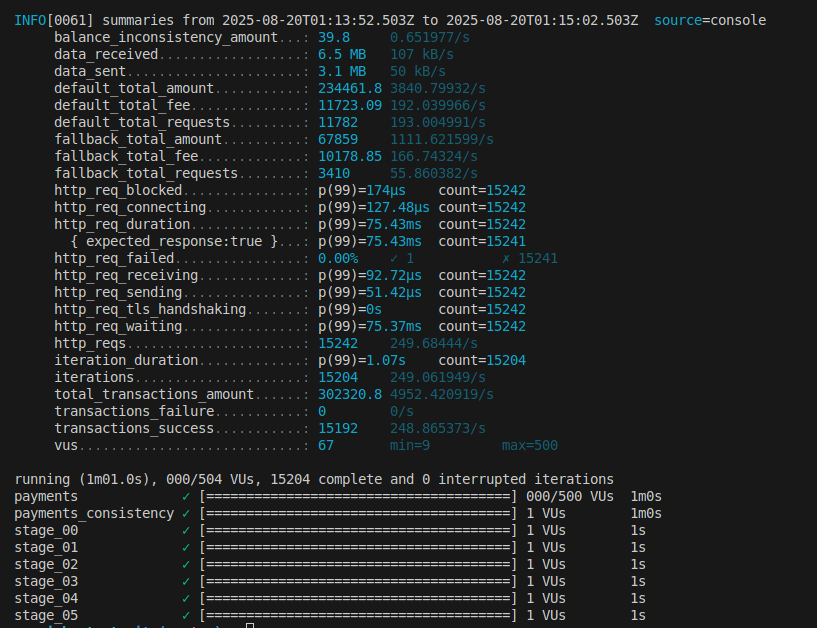 INFO[0061] summaries from 2025-08-20T01:13:52.503Z to 2025-08-20T01:15:02.503Z  source=console
     balance_inconsistency_amount...: 39.8     0.651977/s
     data_received..................: 6.5 MB   107 kB/s
     data_sent......................: 3.1 MB   50 kB/s
     default_total_amount...........: 234461.8 3840.79932/s
     default_total_fee..............: 11723.09 192.039966/s
     default_total_requests.........: 11782    193.004991/s
     fallback_total_amount..........: 67859    1111.621599/s
     fallback_total_fee.............: 10178.85 166.74324/s
     fallback_total_requests........: 3410     55.860382/s
     http_req_blocked...............: p(99)=174µs    count=15242
     http_req_connecting............: p(99)=127.48µs count=15242
     http_req_duration..............: p(99)=75.43ms  count=15242
       { expected_response:true }...: p(99)=75.43ms  count=15241
     http_req_failed................: 0.00%    ✓ 1           ✗ 15241
     http_req_receiving.............: p(99)=92.72µs  count=15242
     http_req_sending...............: p(99)=51.42µs  count=15242
     http_req_tls_handshaking.......: p(99)=0s       count=15242
     http_req_waiting...............: p(99)=75.37ms  count=15242
     http_reqs......................: 15242    249.68444/s
     iteration_duration.............: p(99)=1.07s    count=15204
     iterations.....................: 15204    249.061949/s
     total_transactions_amount......: 302320.8 4952.420919/s
     transactions_failure...........: 0        0/s
     transactions_success...........: 15192    248.865373/s
     vus............................: 67       min=9         max=500
running (1m01.0s), 000/504 VUs, 15204 complete and 0 interrupted iterations
payments             ✓ [======================================] 000/500 VUs  1m0s
payments_consistency ✓ [======================================] 1 VUs        1m0s
stage_00             ✓ [======================================] 1 VUs        1s
stage_01             ✓ [======================================] 1 VUs        1s
stage_02             ✓ [======================================] 1 VUs        1s
stage_03             ✓ [======================================] 1 VUs        1s
stage_04             ✓ [======================================] 1 VUs        1s
stage_05             ✓ [======================================] 1 VUs        1s